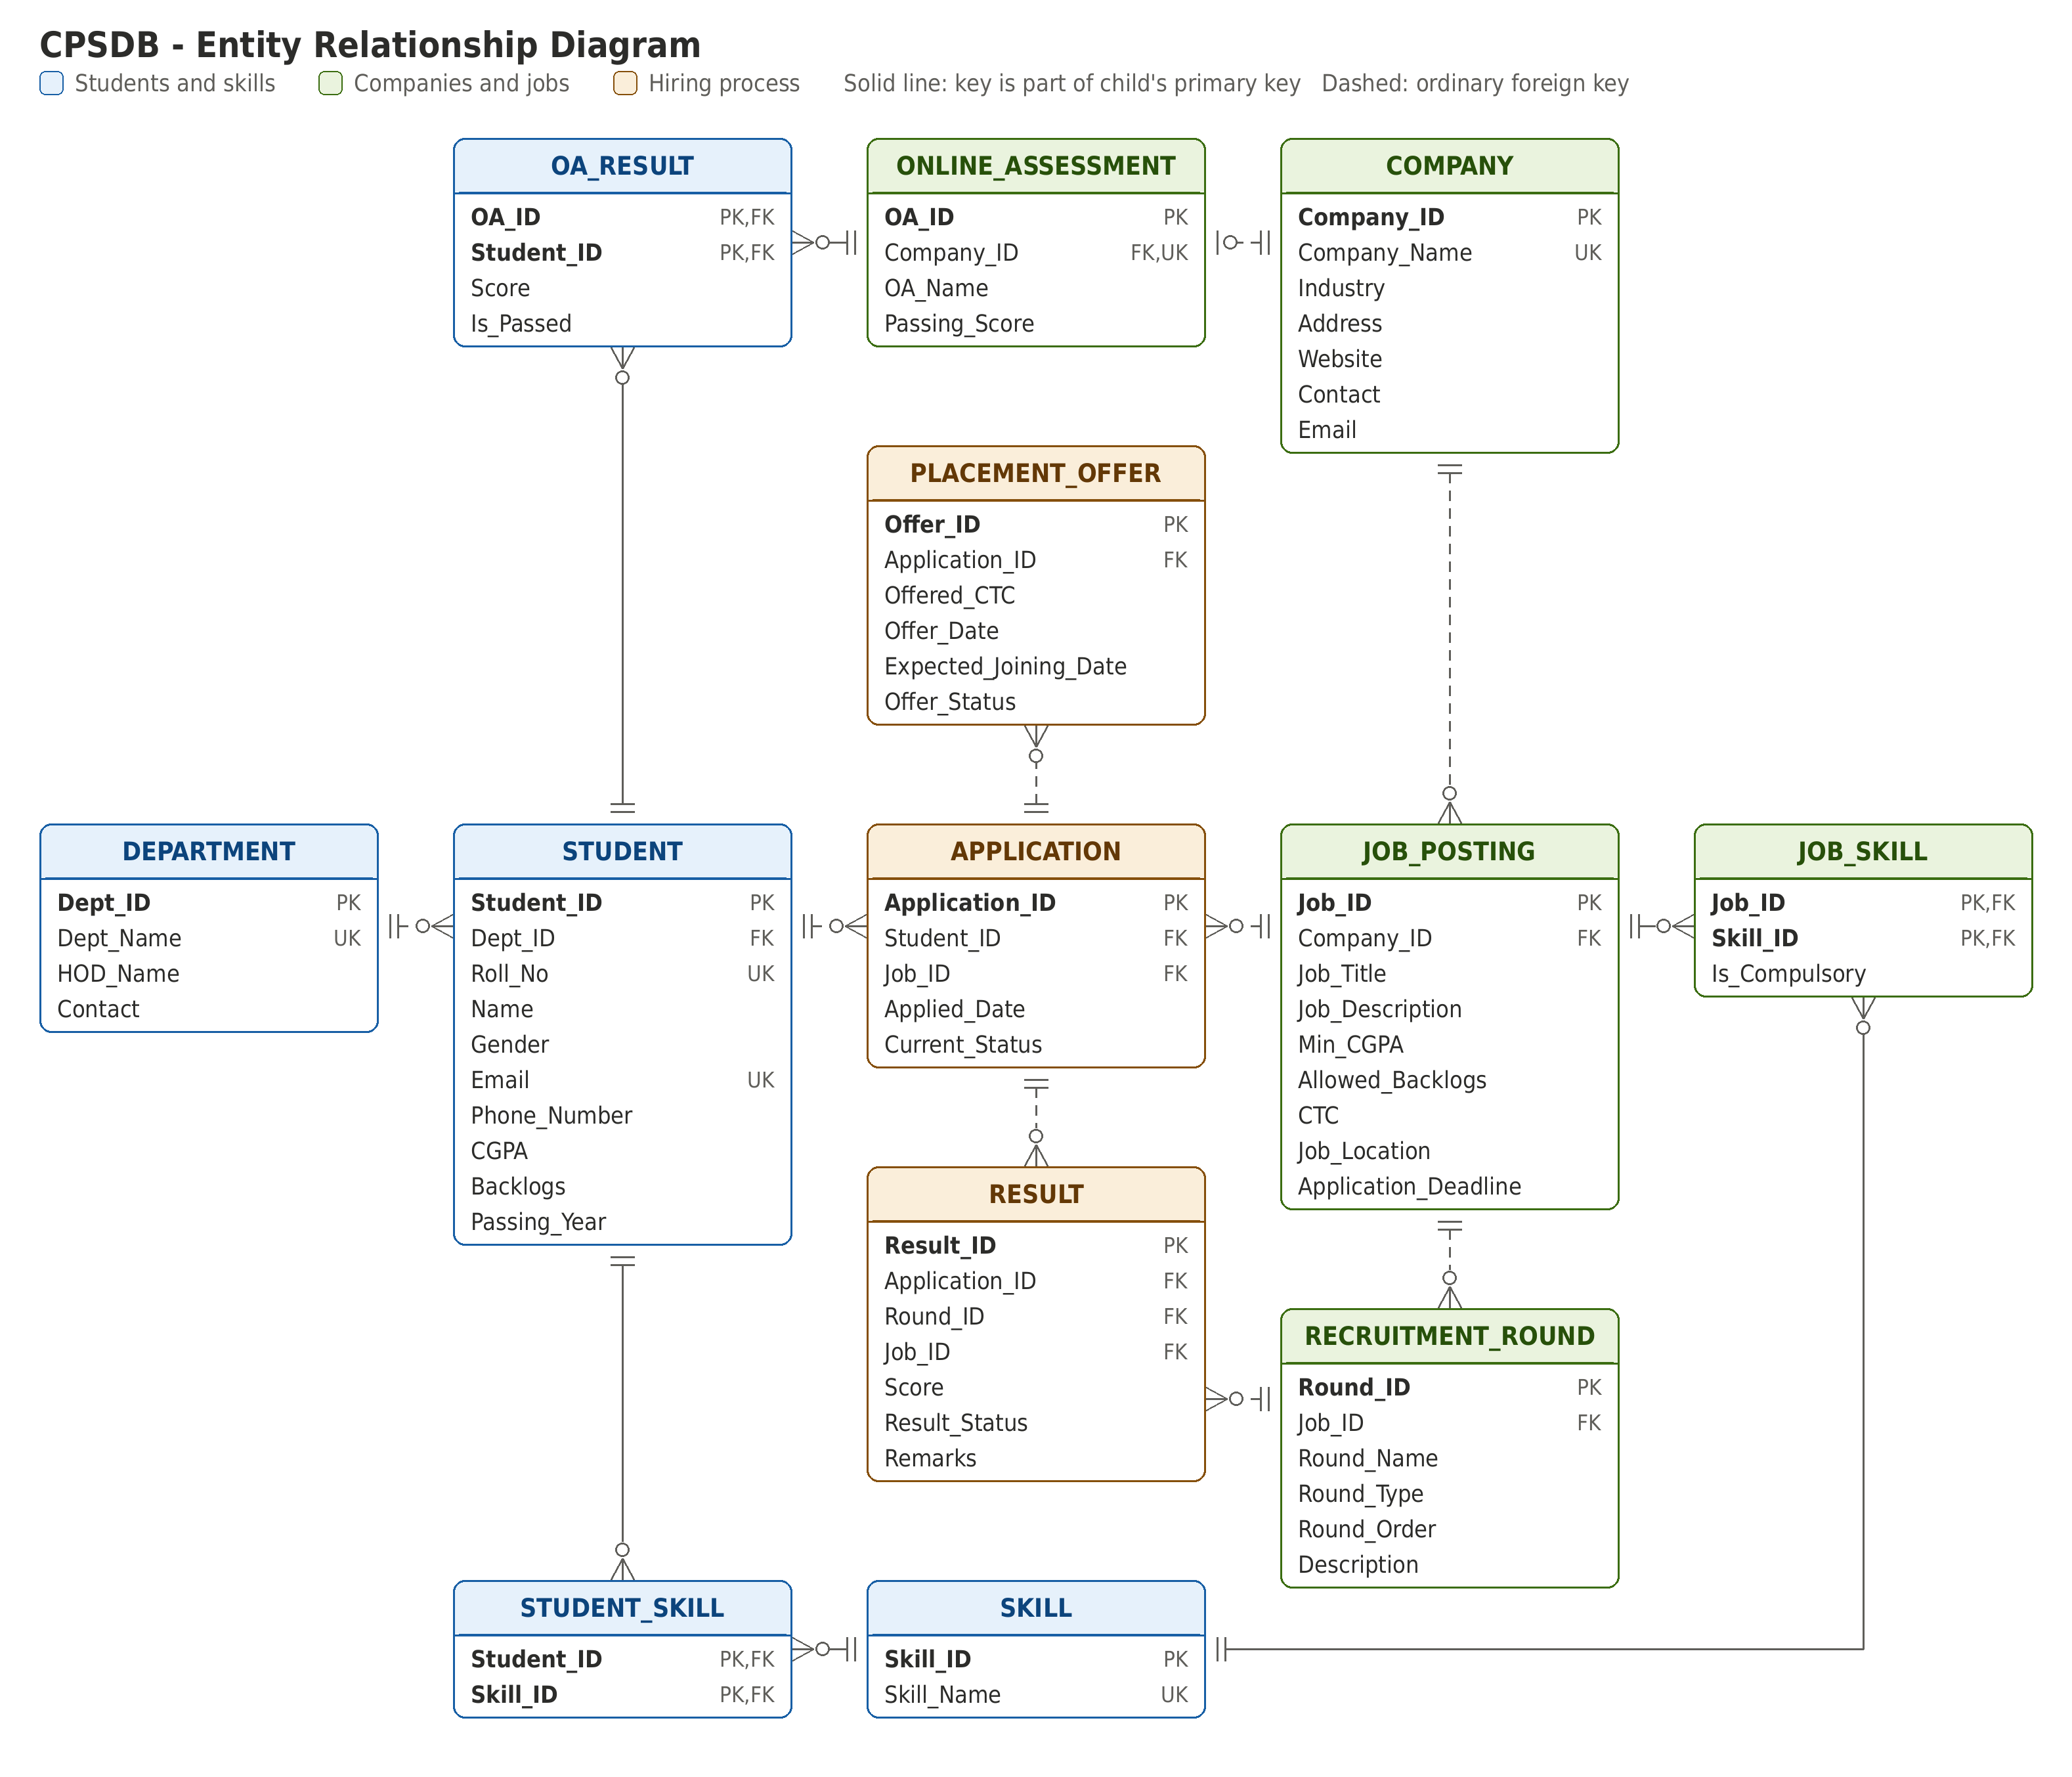 CPSDB - Entity Relationship Diagram
Students and skills Companies and jobs Hiring process Solid line: key is part of child's primary key Dashed: ordinary foreign key
OA_RESULT
OA_ID PK,FK
Student_ID PK,FK
Score
Is_Passed
ONLINE_ASSESSMENT
OA_ID PK
Company_ID FK,UK
OA_Name
Passing_Score
COMPANY
Company_ID PK
Company_Name UK
Industry
Address
Website
Contact
Email
PLACEMENT_OFFER
Offer_ID PK
Application_ID FK
Offered_CTC
Offer_Date
Expected_Joining_Date
Offer_Status
DEPARTMENT
Dept_ID PK
Dept_Name UK
HOD_Name
Contact
STUDENT
Student_ID PK
Dept_ID FK
Roll_No UK
Name
Gender
Email UK
Phone_Number
CGPA
Backlogs
Passing_Year
APPLICATION
Application_ID PK
Student_ID FK
Job_ID FK
Applied_Date
Current_Status
JOB_POSTING
Job_ID PK
Company_ID FK
Job_Title
Job_Description
Min_CGPA
Allowed_Backlogs
CTC
Job_Location
Application_Deadline
JOB_SKILL
Job_ID PK,FK
Skill_ID PK,FK
Is_Compulsory
RESULT
Result_ID PK
Application_ID FK
Round_ID FK
Job_ID FK
Score
Result_Status
Remarks
RECRUITMENT_ROUND
Round_ID PK
Job_ID FK
Round_Name
Round_Type
Round_Order
Description
STUDENT_SKILL
Student_ID PK,FK
Skill_ID PK,FK
SKILL
Skill_ID PK
Skill_Name UK